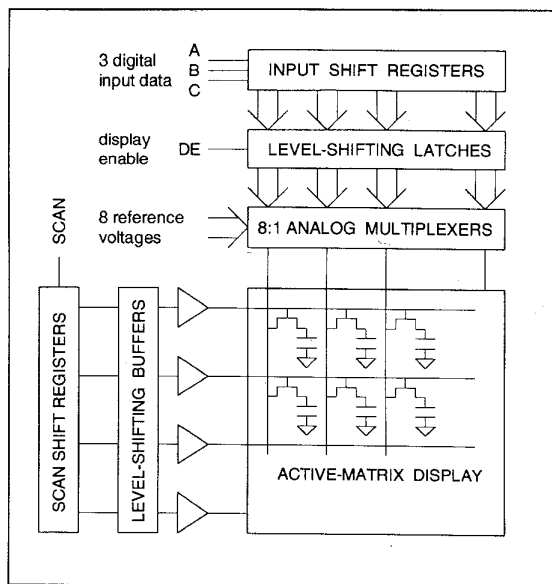 3 digital
input data
A
B
C
INPUT SHIFT REGISTERS
display
enable
DE
LEVEL-SHIFTING LATCHES
8 reference
voltages
8:1 ANALOG MULTIPLEXERS
SCAN
SCAN SHIFT REGISTERS
LEVEL-SHIFTING BUFFERS
ACTIVE-MATRIX DISPLAY